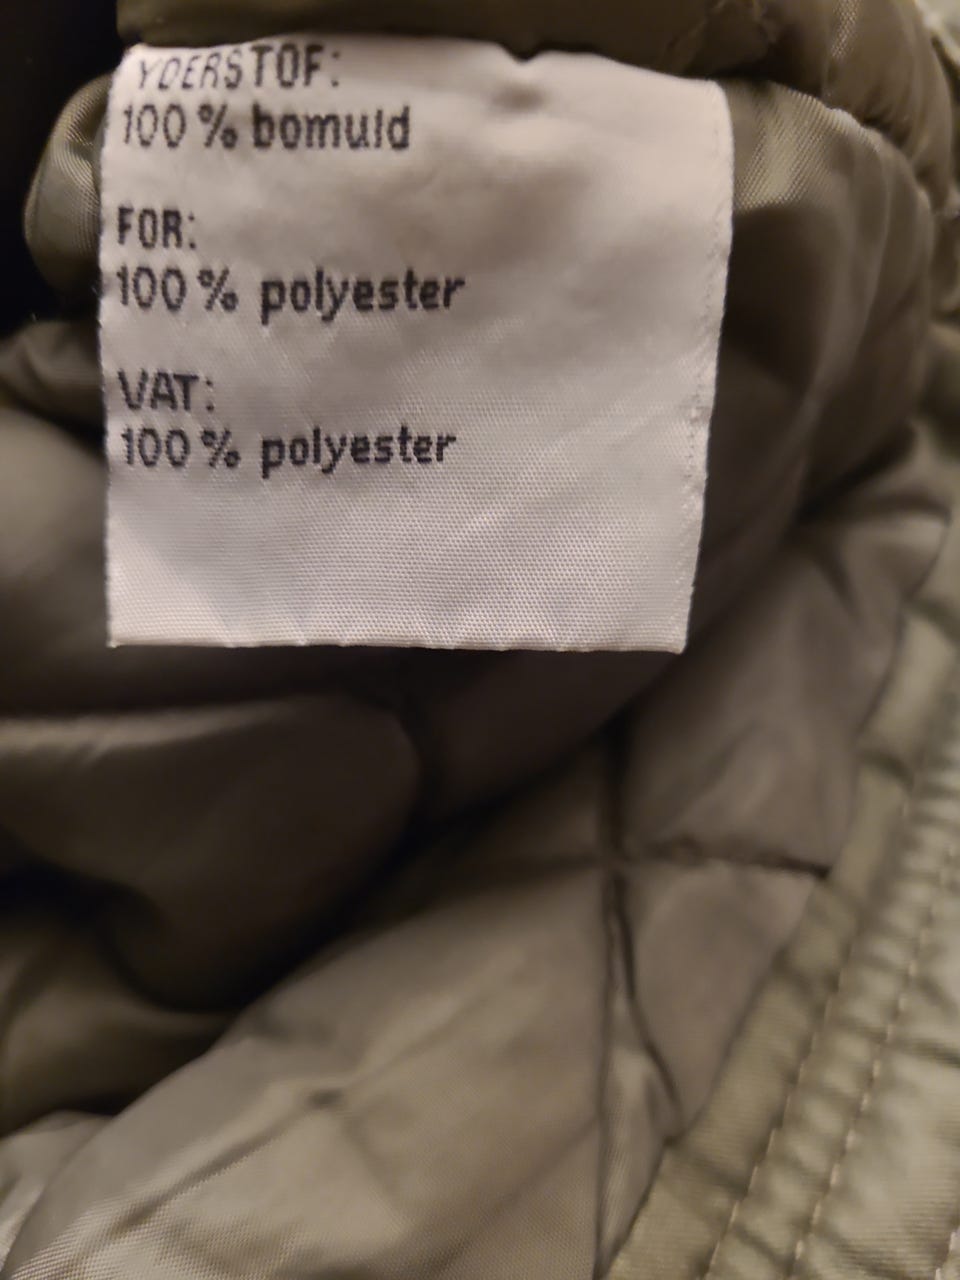 YDERSTOF:
100 % bomuld
FOR:
100 % polyester
VAT:
100 % polyester